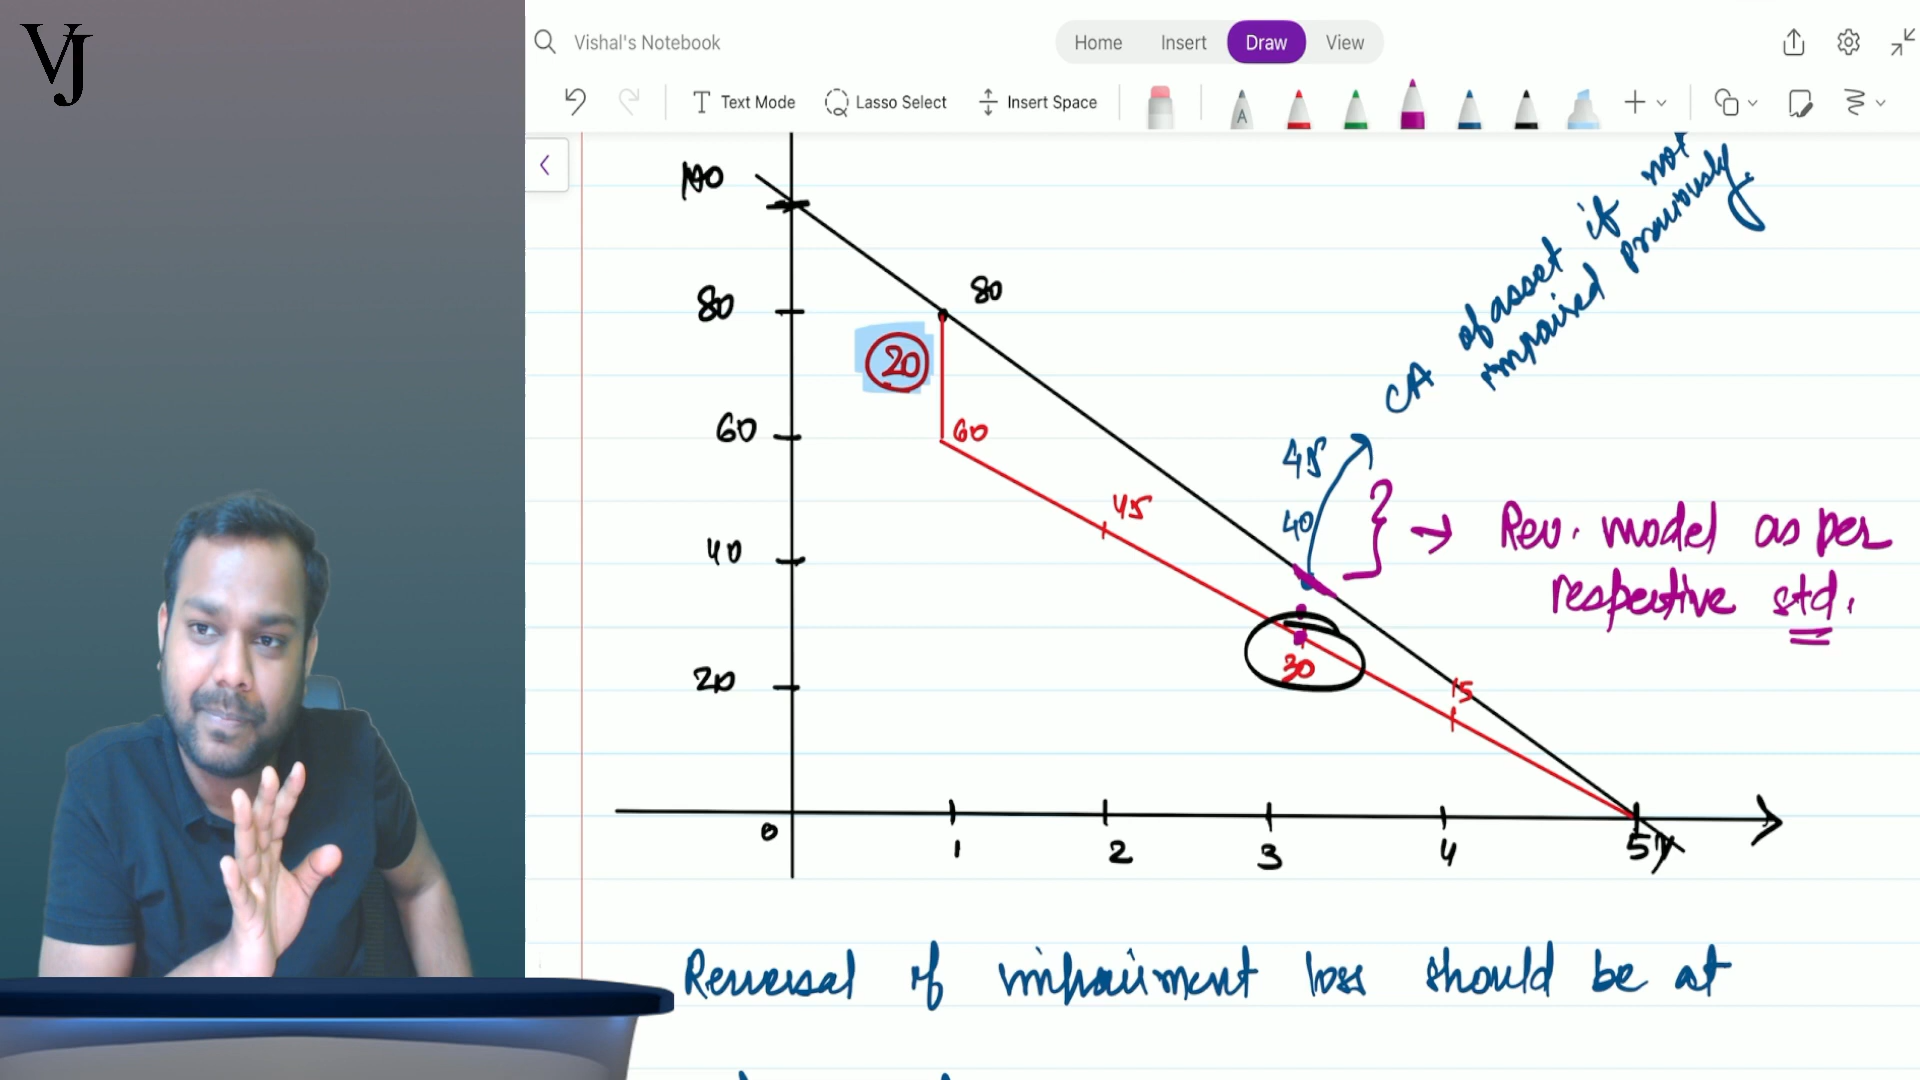 VJ
Vishal's Notebook
Home Insert Draw View
Text Mode Lasso Select Insert Space
A
100
80
60
40
20
0
80
20
60
45
30
15
45
40
CA of asset if not
impaired previously
→ Rev. model as per
respective std.
1 2 3 4 5y
Reversal of impairment loss should be at